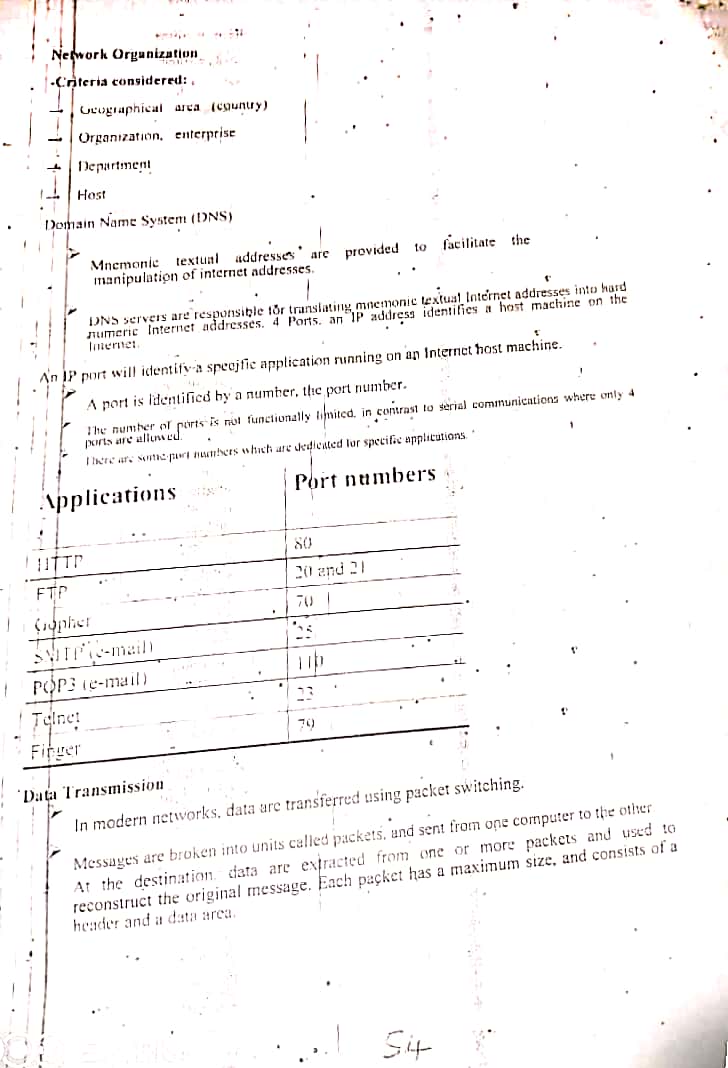 Network Organization
-Criteria considered:
Geographical area (country)
Organization, enterprise
Department
Host
Domain Name System (DNS)
Mnemonic textual addresses are provided to facilitate the
manipulation of internet addresses.
DNS servers are responsible for translating mnemonic textual Internet addresses into hard
numeric Internet addresses. 4 Ports. an IP address identifies a host machine on the
Internet.
An IP port will identify a specific application running on an Internet host machine.
A port is identified by a number, the port number.
The number of ports is not functionally limited, in contrast to serial communications where only 4
ports are allowed.
There are some port numbers which are dedicated for specific applications.
Applications Port numbers
HTTP 80
FTP 20 and 21
Gopher 70
SMTP (e-mail) 25
POP3 (e-mail) 110
Telnet 23
Finger 79
Data Transmission
In modern networks, data are transferred using packet switching.
Messages are broken into units called packets, and sent from one computer to the other
At the destination, data are extracted from one or more packets and used to
reconstruct the original message. Each packet has a maximum size, and consists of a
header and a data area.
54